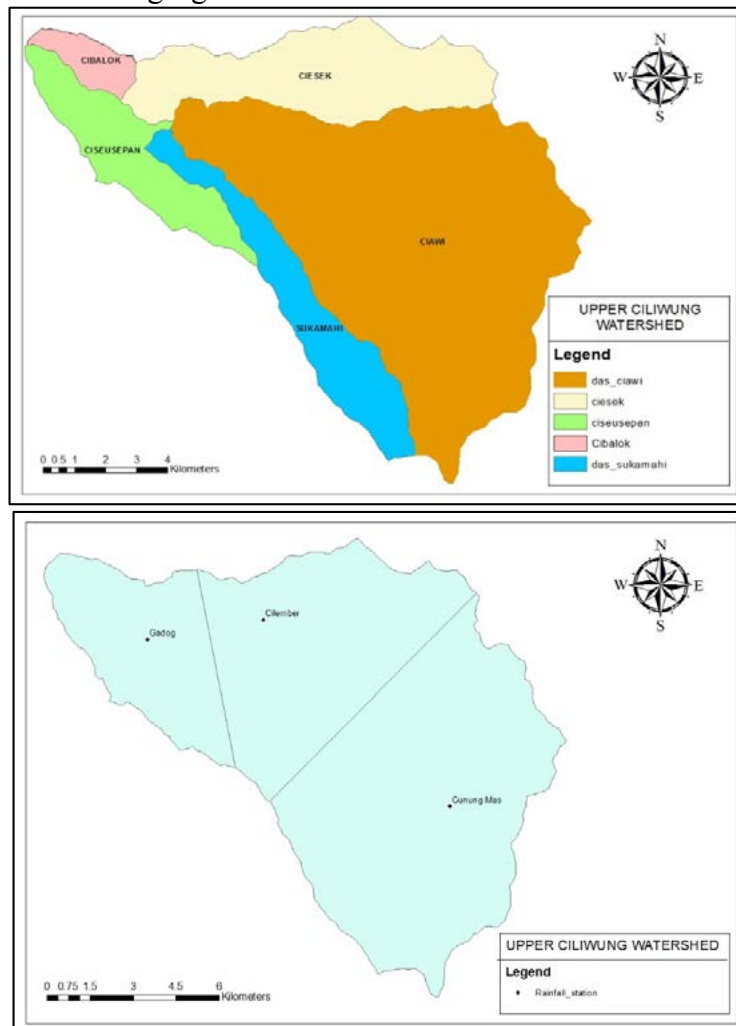 CIBALOK
CIESEK
CISEUSEPAN
CIAWI
SUKAMAHI
N
W E
S
UPPER CILIWUNG
WATERSHED
Legend
das_ciawi
ciesek
ciseusepan
Cibalok
das_sukamahi
0 0.5 1 2 3 4
Kilometers
N
W E
S
Gadog
Cilember
Gunung Mas
UPPER CILIWUNG WATERSHED
Legend
Rainfall_station
0 0.75 1.5 3 4.5 6
Kilometers